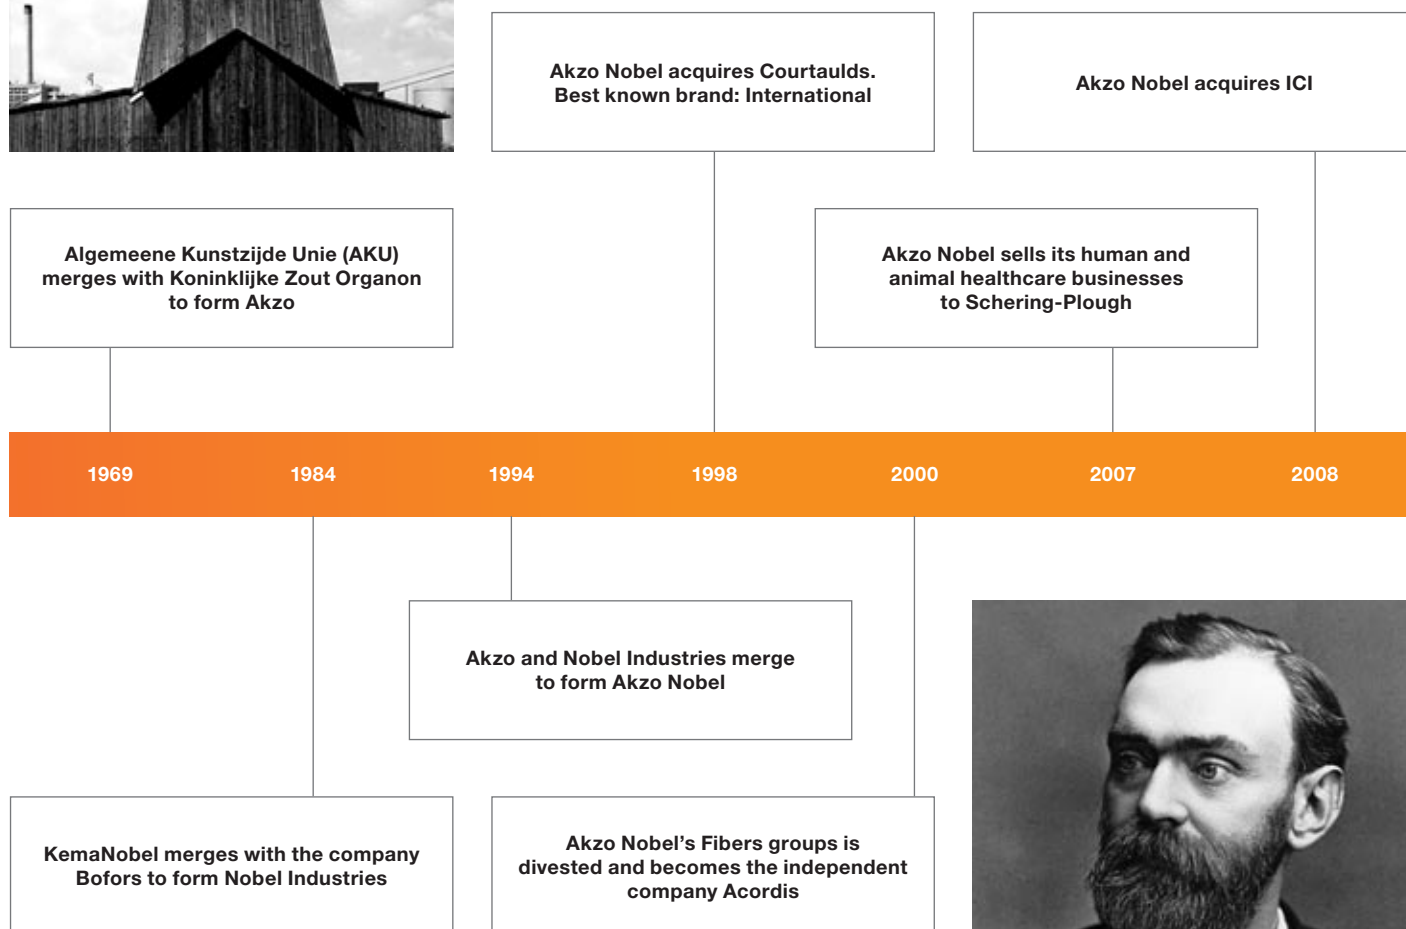 Akzo Nobel acquires Courtaulds.
Best known brand: International
Akzo Nobel acquires ICI
Algemeene Kunstzijde Unie (AKU)
merges with Koninklijke Zout Organon
to form Akzo
Akzo Nobel sells its human and
animal healthcare businesses
to Schering-Plough
1969
1984
1994
1998
2000
2007
2008
Akzo and Nobel Industries merge
to form Akzo Nobel
KemaNobel merges with the company
Bofors to form Nobel Industries
Akzo Nobel’s Fibers groups is
divested and becomes the independent
company Acordis